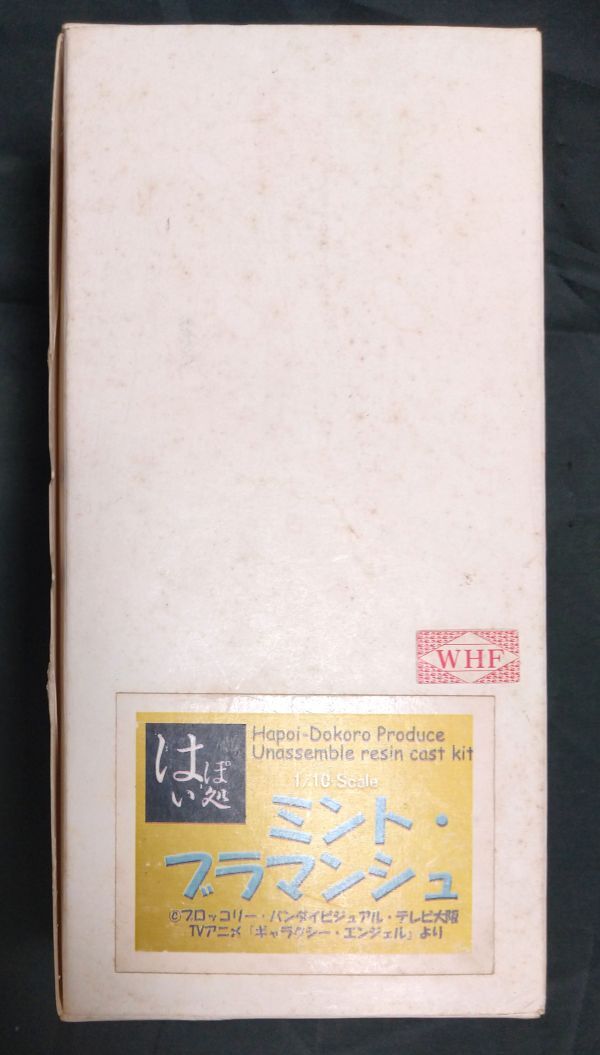 WHF
はぽい処
Hapoi-Dokoro Produce
Unassemble resin cast kit
1/10 Scale
ミント・
ブラマンシュ
©ブロッコリー・バンダイビジュアル・テレビ大阪
TVアニメ「ギャラクシー・エンジェル」より